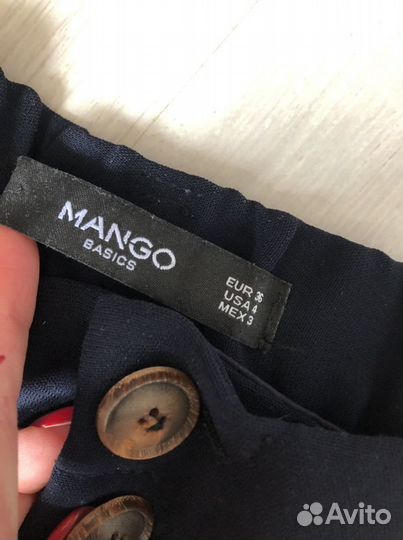 MANGO
BASICS
EUR 36
USA 4
MEX 3
Avito